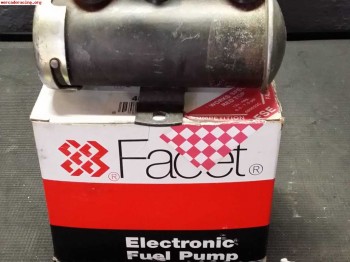 mercadoracing.org
Facet®
®
Electronic
Fuel Pump